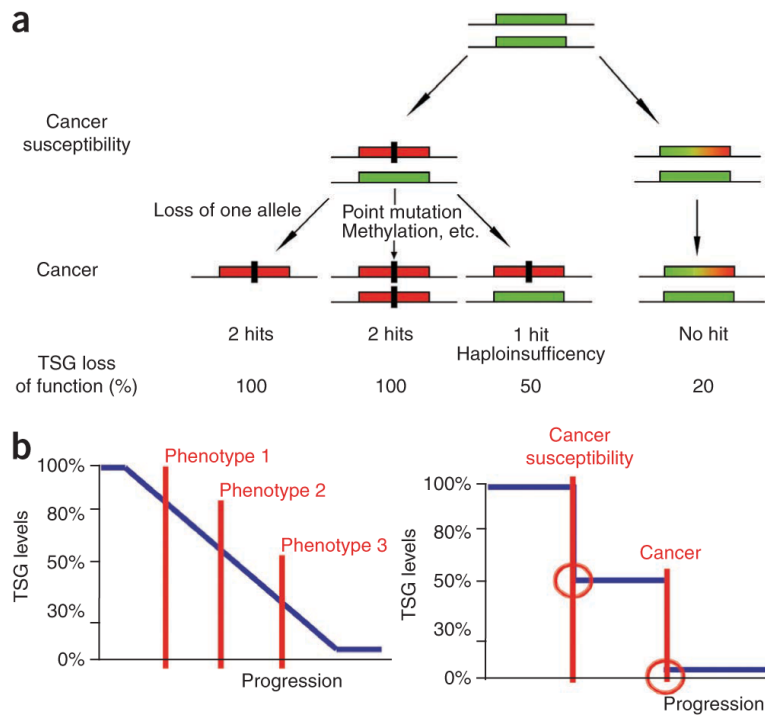 a
Cancer
susceptibility
Loss of one allele
Point mutation
Methylation, etc.
Cancer
2 hits
2 hits
1 hit
Haploinsufficency
No hit
TSG loss
of function (%)
100
100
50
20
b
TSG levels
100%
80%
50%
30%
0%
Phenotype 1
Phenotype 2
Phenotype 3
Progression
TSG levels
100%
80%
50%
30%
0%
Cancer
susceptibility
Cancer
Progression